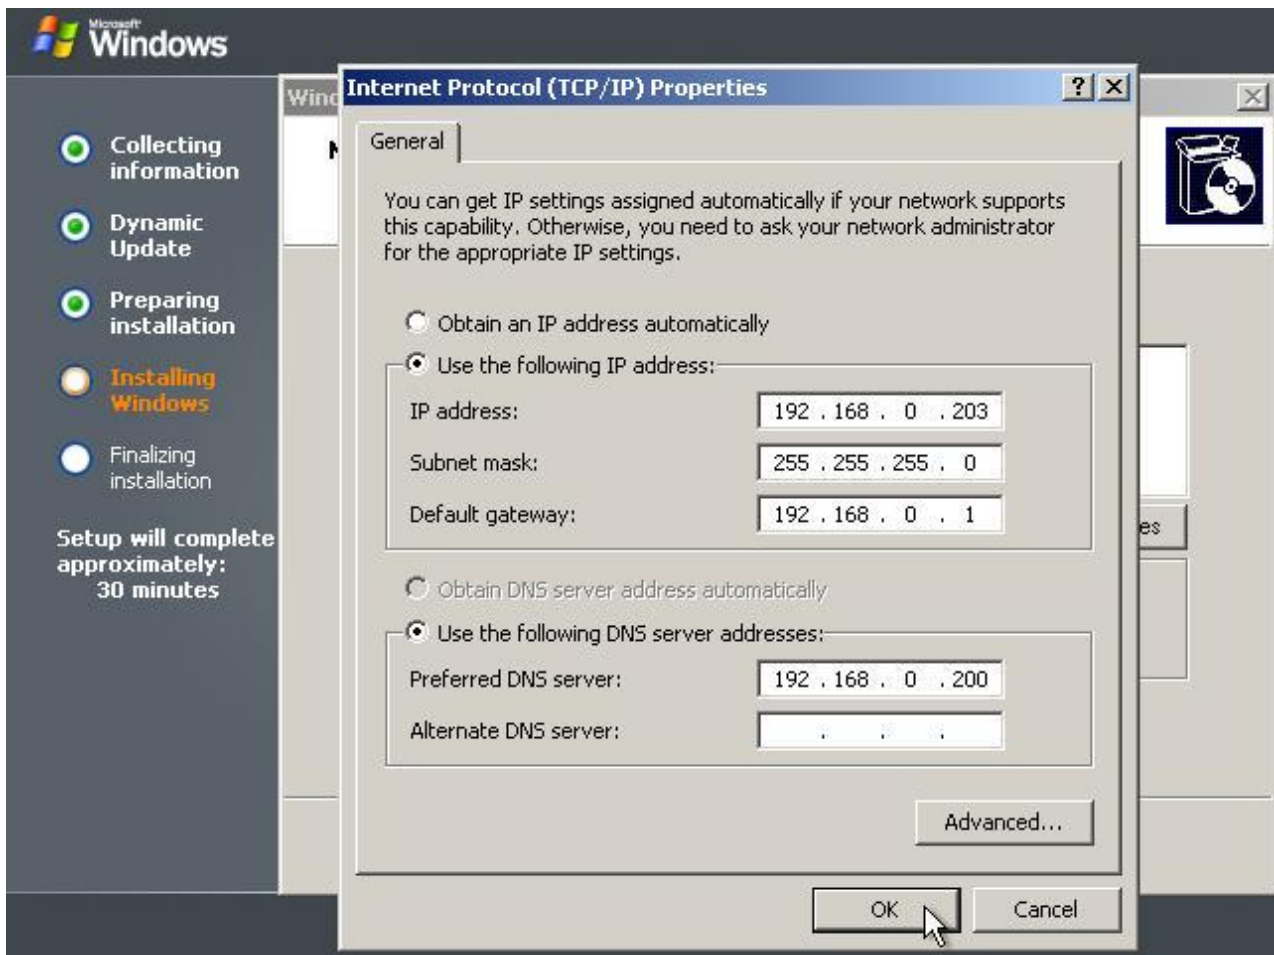 Microsoft
Windows
Collecting
information
Dynamic
Update
Preparing
installation
Installing
Windows
Finalizing
installation
Setup will complete
approximately:
30 minutes
Wind
Internet Protocol (TCP/IP) Properties
General
You can get IP settings assigned automatically if your network supports
this capability. Otherwise, you need to ask your network administrator
for the appropriate IP settings.
Obtain an IP address automatically
Use the following IP address:
IP address: 192 . 168 . 0 . 203
Subnet mask: 255 . 255 . 255 . 0
Default gateway: 192 . 168 . 0 . 1
es
Obtain DNS server address automatically
Use the following DNS server addresses:
Preferred DNS server: 192 . 168 . 0 . 200
Alternate DNS server: . . .
Advanced...
OK Cancel